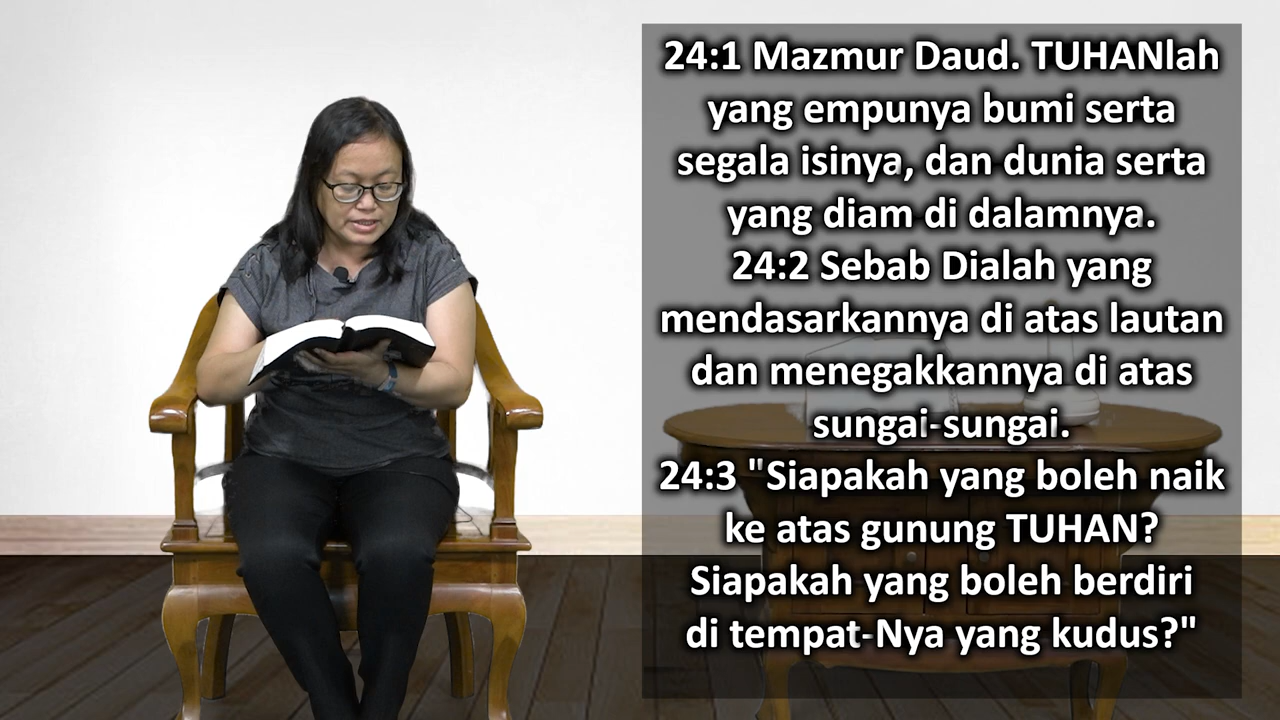 24:1 Mazmur Daud. TUHANlah
yang empunya bumi serta
segala isinya, dan dunia serta
yang diam di dalamnya.
24:2 Sebab Dialah yang
mendasarkannya di atas lautan
dan menegakkannya di atas
sungai-sungai.
24:3 "Siapakah yang boleh naik
ke atas gunung TUHAN?
Siapakah yang boleh berdiri
di tempat-Nya yang kudus?"